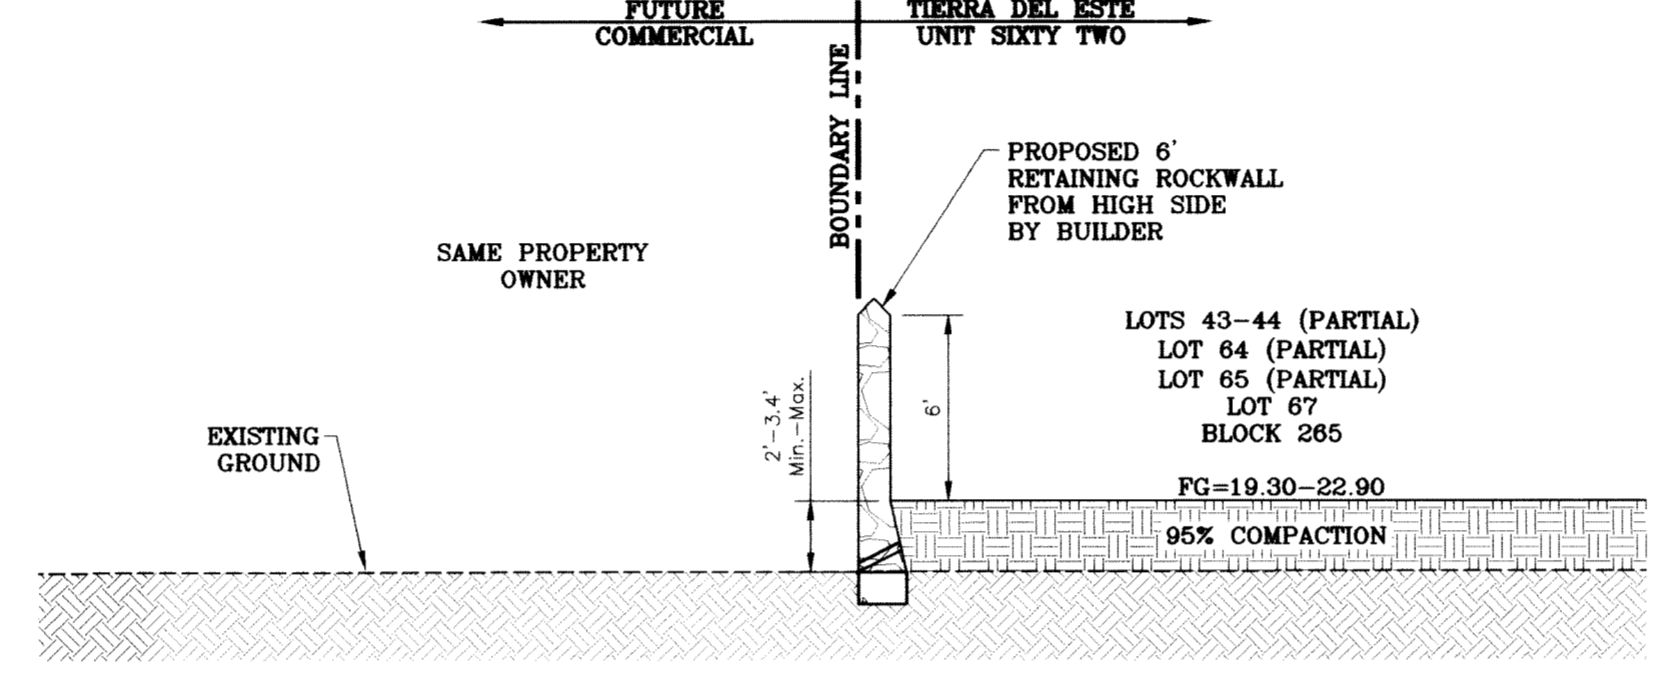 FUTURE
COMMERCIAL
TIERRA DEL ESTE
UNIT SIXTY TWO
BOUNDARY LINE
PROPOSED 6'
RETAINING ROCKWALL
FROM HIGH SIDE
BY BUILDER
SAME PROPERTY
OWNER
LOTS 43-44 (PARTIAL)
LOT 64 (PARTIAL)
LOT 65 (PARTIAL)
LOT 67
BLOCK 265
2'-3.4'
Min.-Max.
6'
EXISTING
GROUND
FG=19.30-22.90
95% COMPACTION